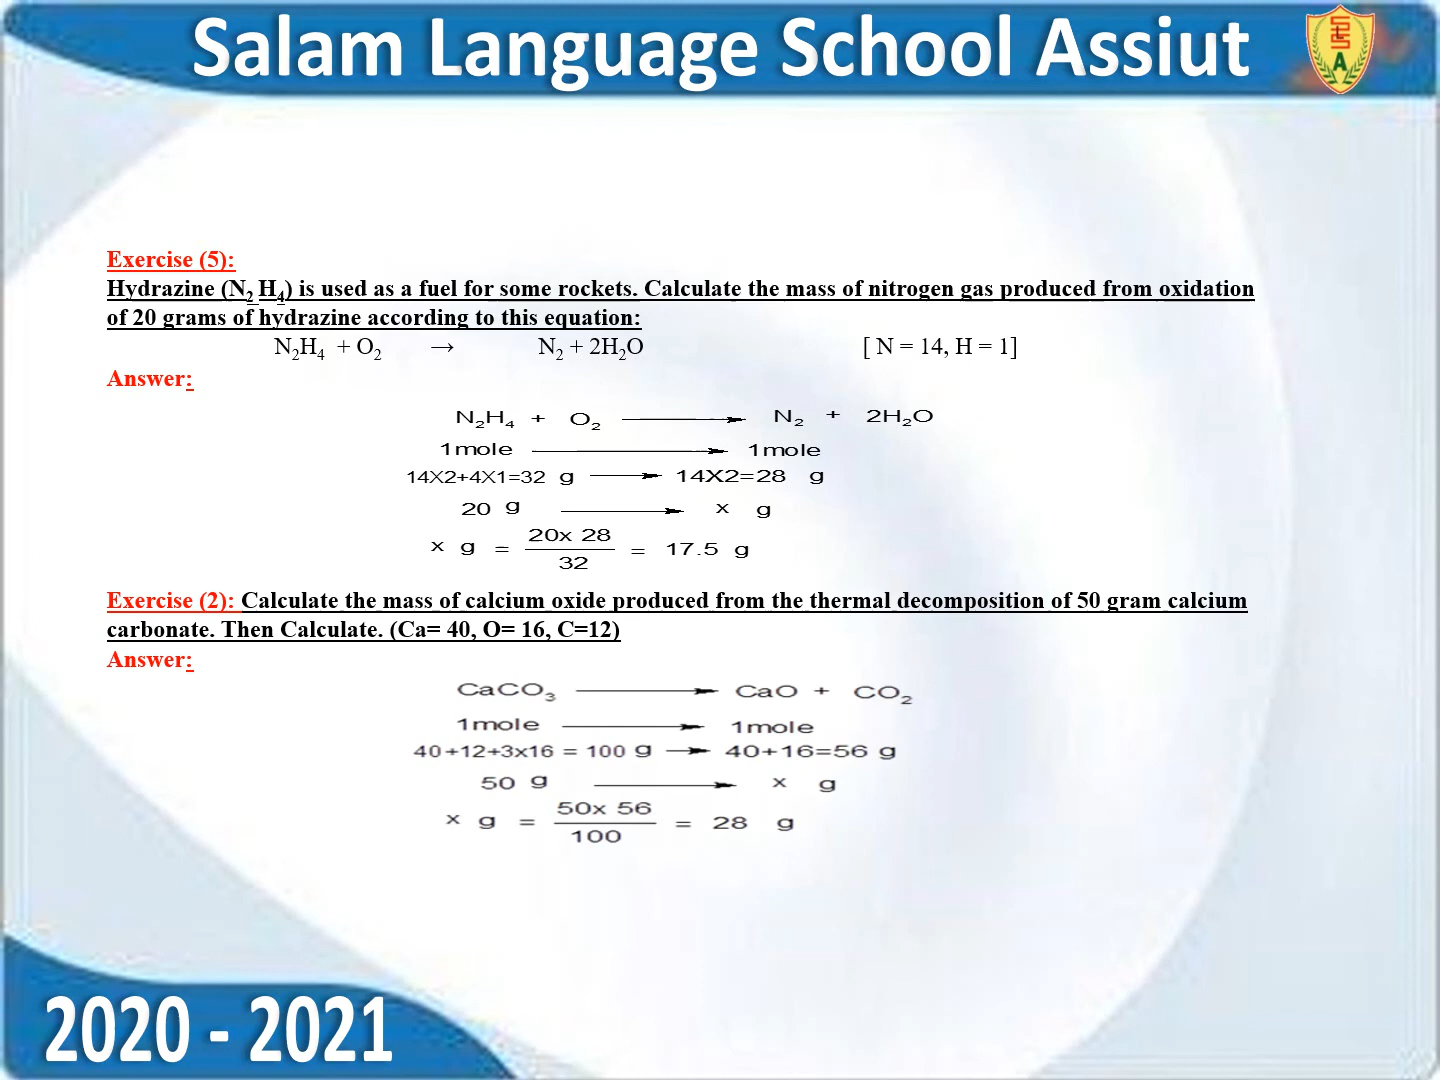 Salam Language School Assiut
S
E
S
A
Exercise (5):
Hydrazine (N₂ H₄) is used as a fuel for some rockets. Calculate the mass of nitrogen gas produced from oxidation
of 20 grams of hydrazine according to this equation:
N₂H₄ + O₂ → N₂ + 2H₂O [ N = 14, H = 1]
Answer:
N₂H₄ + O₂ → N₂ + 2H₂O
1mole → 1mole
14X2+4X1=32 g → 14X2=28 g
20 g → x g
x g = 20x 28 / 32 = 17.5 g
Exercise (2): Calculate the mass of calcium oxide produced from the thermal decomposition of 50 gram calcium
carbonate. Then Calculate. (Ca= 40, O= 16, C=12)
Answer:
CaCO₃ → CaO + CO₂
1mole → 1mole
40+12+3x16 = 100 g → 40+16=56 g
50 g → x g
x g = 50x 56 / 100 = 28 g
2020 - 2021